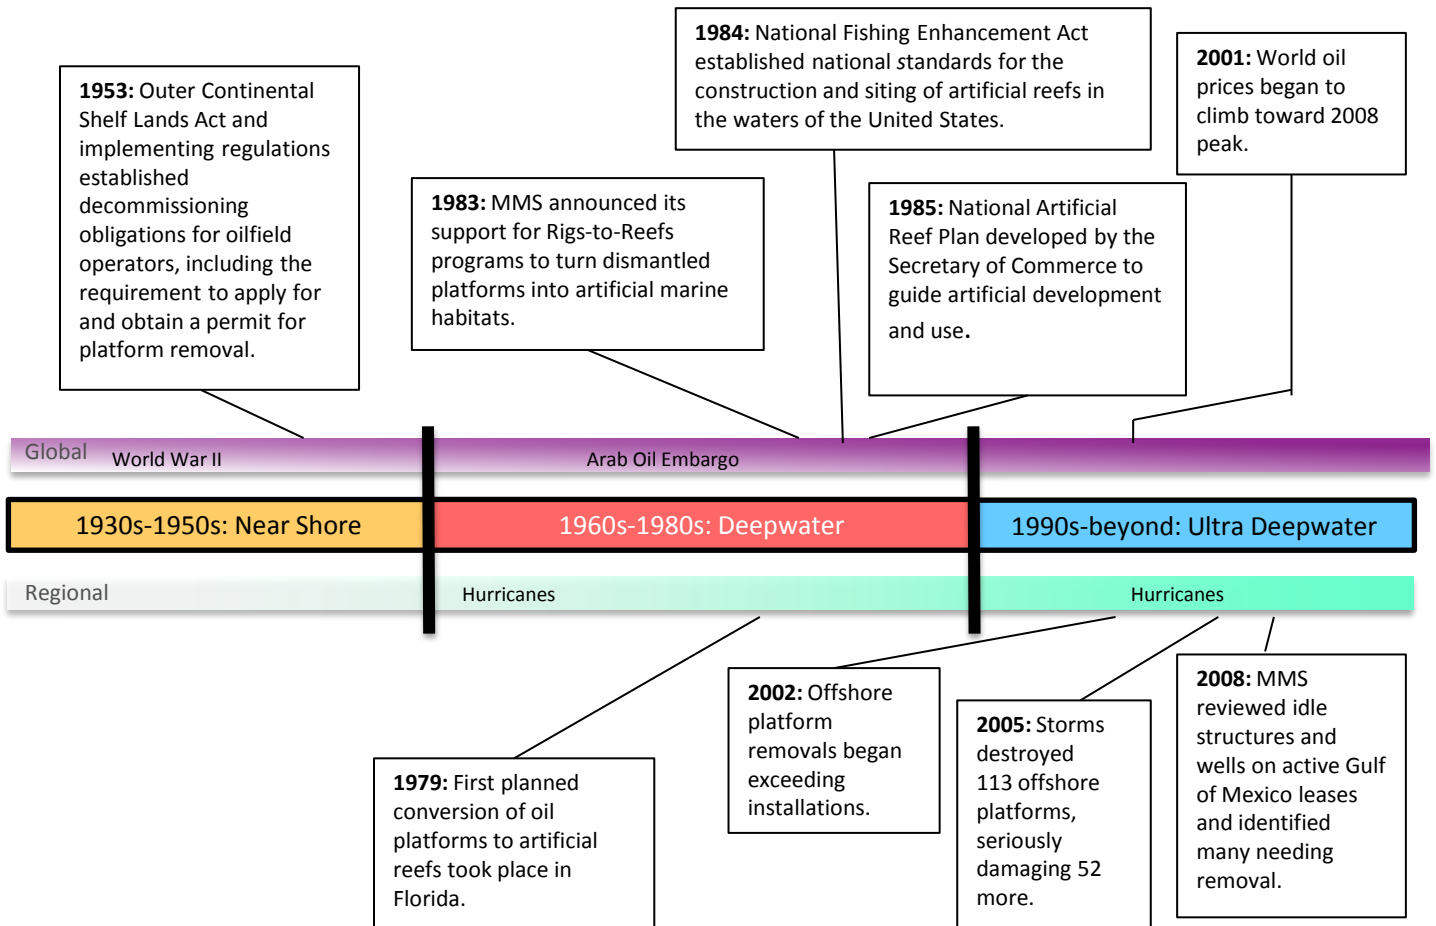 1984: National Fishing Enhancement Act
established national standards for the
construction and siting of artificial reefs in
the waters of the United States.
2001: World oil
prices began to
climb toward 2008
peak.
1953: Outer Continental
Shelf Lands Act and
implementing regulations
established
decommissioning
obligations for oilfield
operators, including the
requirement to apply for
and obtain a permit for
platform removal.
1983: MMS announced its
support for Rigs-to-Reefs
programs to turn dismantled
platforms into artificial marine
habitats.
1985: National Artificial
Reef Plan developed by the
Secretary of Commerce to
guide artificial development
and use.
Global
World War II
Arab Oil Embargo
1930s-1950s: Near Shore
1960s-1980s: Deepwater
1990s-beyond: Ultra Deepwater
Regional
Hurricanes
Hurricanes
1979: First planned
conversion of oil
platforms to artificial
reefs took place in
Florida.
2002: Offshore
platform
removals began
exceeding
installations.
2005: Storms
destroyed
113 offshore
platforms,
seriously
damaging 52
more.
2008: MMS
reviewed idle
structures and
wells on active Gulf
of Mexico leases
and identified
many needing
removal.